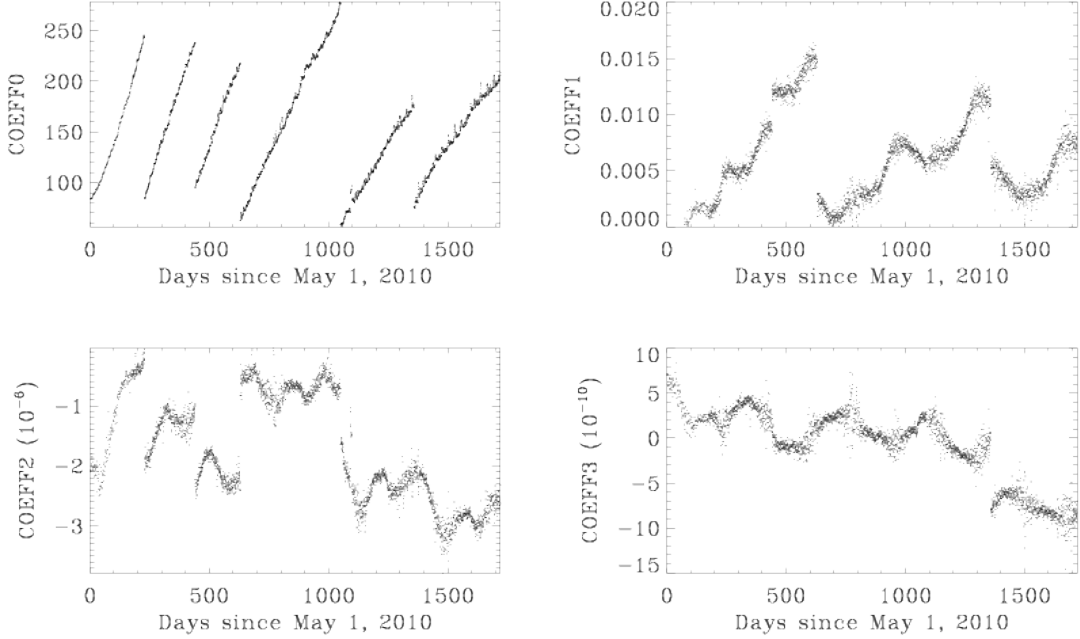 COEFF0
250
200
150
100
0 500 1000 1500
Days since May 1, 2010
COEFF1
0.020
0.015
0.010
0.005
0.000
0 500 1000 1500
Days since May 1, 2010
COEFF2 (10⁻⁶)
-1
-2
-3
0 500 1000 1500
Days since May 1, 2010
COEFF3 (10⁻¹⁰)
10
5
0
-5
-10
-15
0 500 1000 1500
Days since May 1, 2010